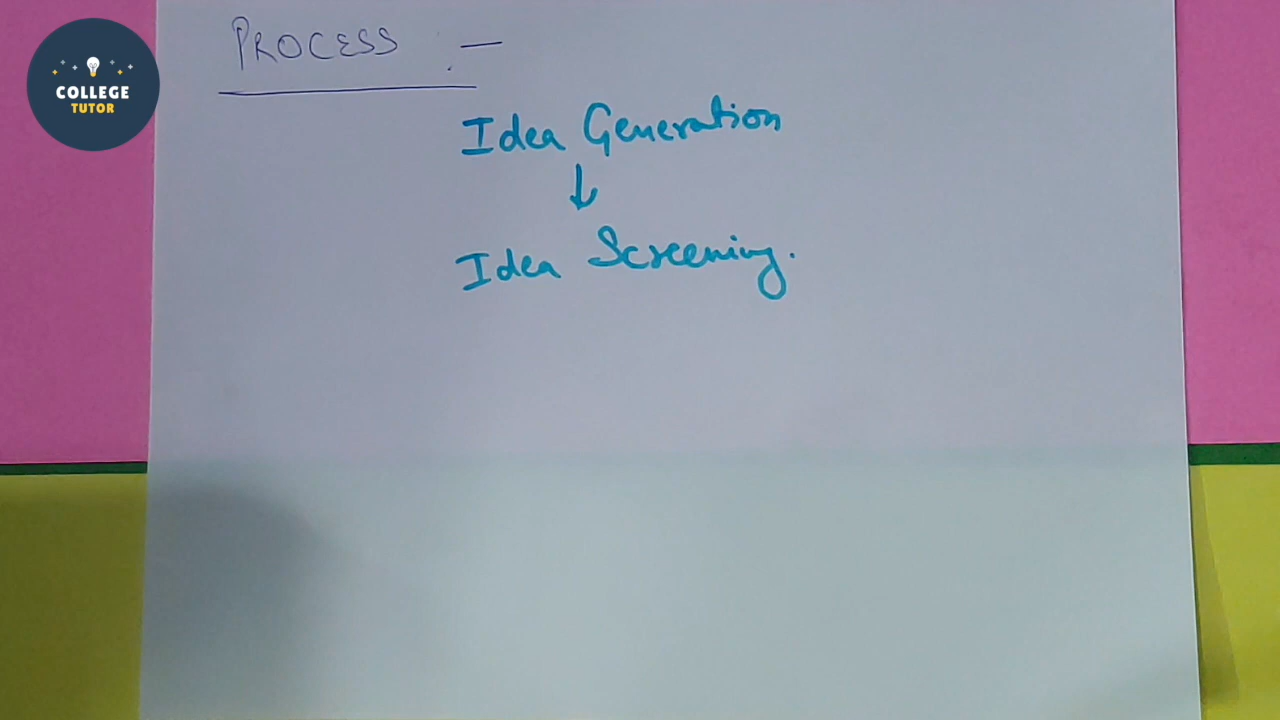 COLLEGE
TUTOR
PROCESS :-
Idea Generation
↓
Idea Screening.